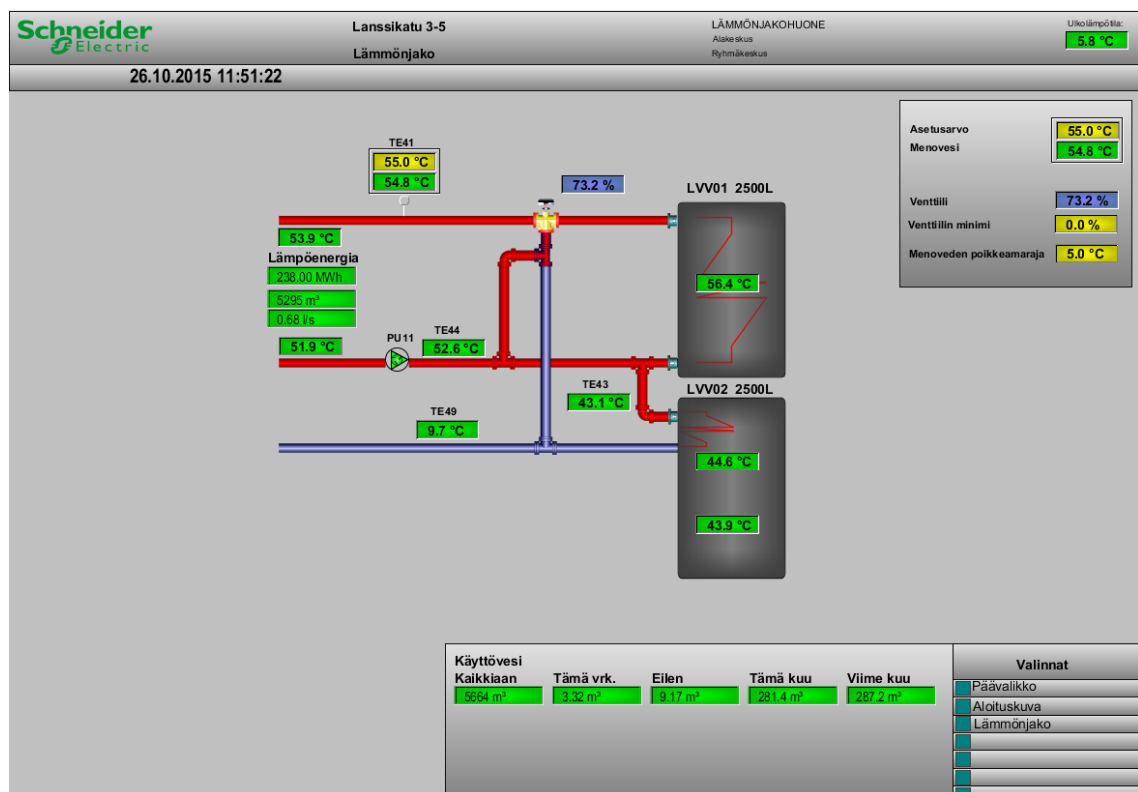 Schneider Electric
Lanssikatu 3-5
Lämmönjako
LÄMMÖNJAKOHUONE
Alakeskus
Ryhmäkeskus
Ulkolämpötila:
5.8 °C
26.10.2015 11:51:22
Asetusarvo 55.0 °C
Menovesi 54.8 °C
Venttiili 73.2 %
Venttiilin minimi 0.0 %
Menoveden poikkeamaraja 5.0 °C
TE41
55.0 °C
54.8 °C
73.2 %
LVV01 2500L
53.9 °C
Lämpöenergia
238.00 MWh
5295 m³
0.68 l/s
56.4 °C
51.9 °C
PU11
TE44
52.6 °C
TE43
43.1 °C
LVV02 2500L
TE49
9.7 °C
44.6 °C
43.9 °C
Käyttövesi
Kaikkiaan Tämä vrk. Eilen Tämä kuu Viime kuu
5664 m³ 3.32 m³ 9.17 m³ 281.4 m³ 287.2 m³
Valinnat
Päävalikko
Aloituskuva
Lämmönjako